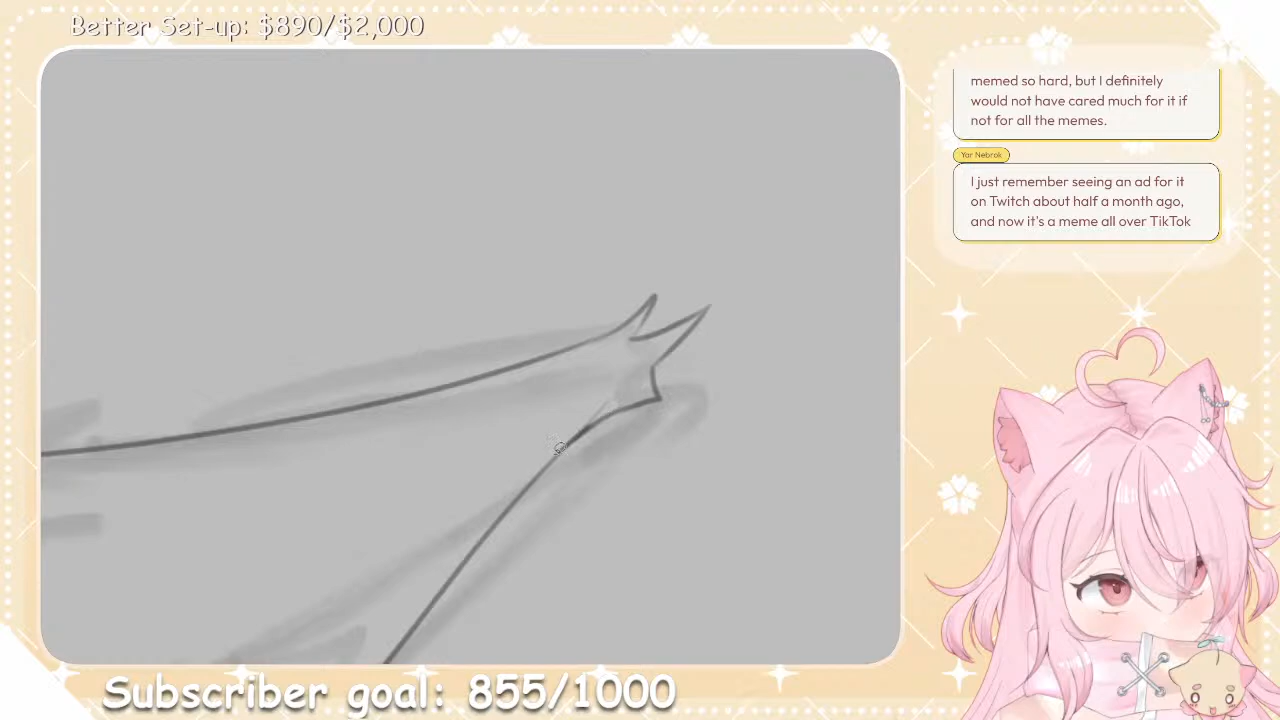 Better Set-up: $890/$2,000
memed so hard, but I definitely
would not have cared much for it if
not for all the memes.
Yar Nebrok
I just remember seeing an ad for it
on Twitch about half a month ago,
and now it's a meme all over TikTok
Subscriber goal: 855/1000